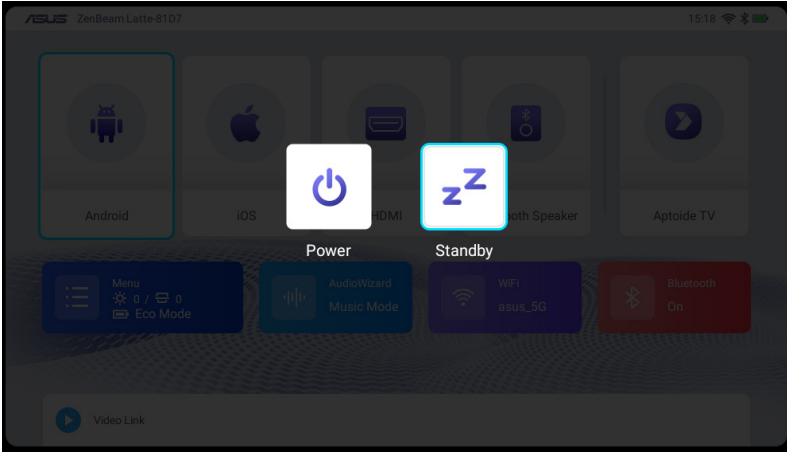 ASUS ZenBeam Latte-81D7 15:18
Android
iOS
HDMI
oth Speaker
Aptoide TV
Power
Standby
Menu
0 / 0
Eco Mode
AudioWizard
Music Mode
WiFi
asus_5G
Bluetooth
On
Video Link